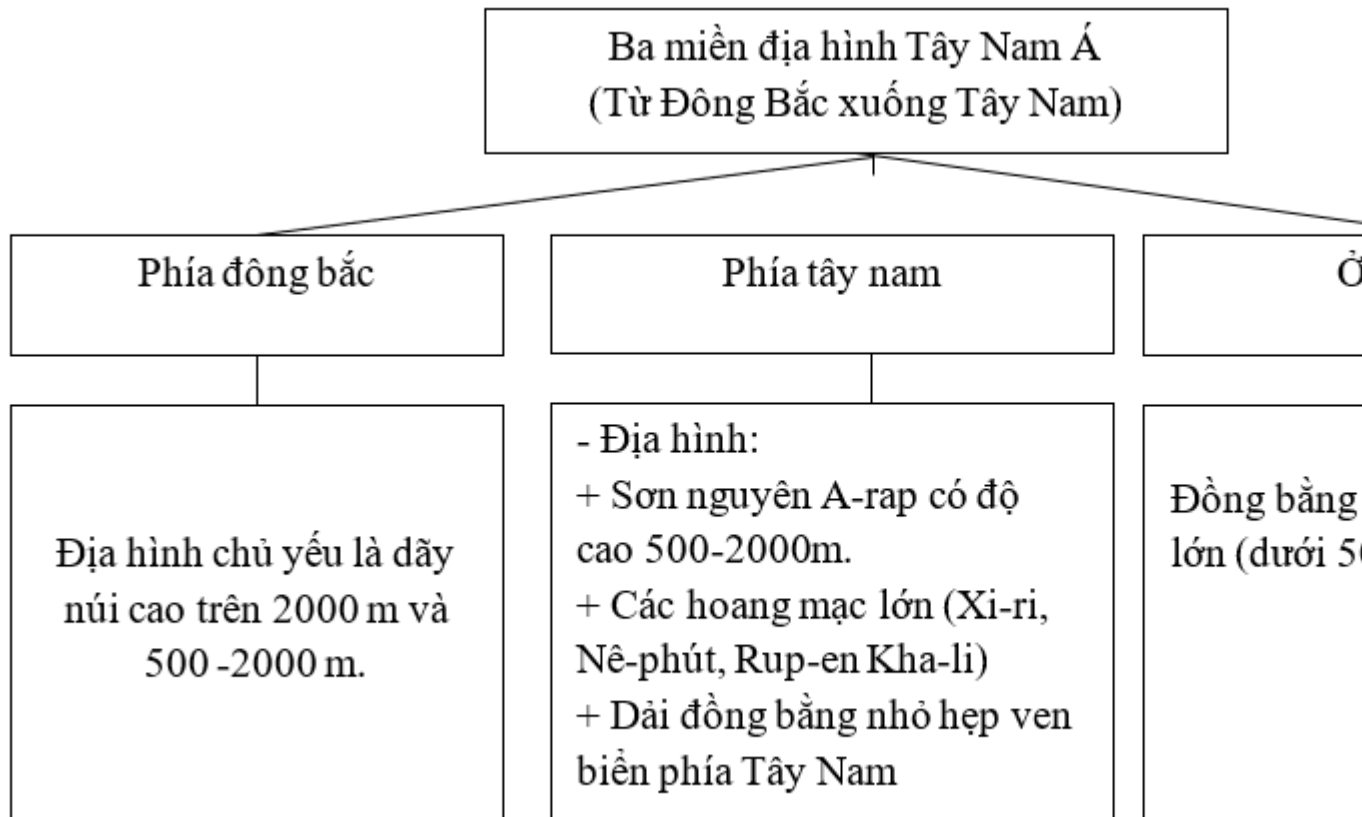 Ba miền địa hình Tây Nam Á
(Từ Đông Bắc xuống Tây Nam)
Phía đông bắc
Phía tây nam
Ở
Địa hình chủ yếu là dãy
núi cao trên 2000 m và
500 -2000 m.
- Địa hình:
+ Sơn nguyên A-rap có độ
cao 500-2000m.
+ Các hoang mạc lớn (Xi-ri,
Nê-phút, Rup-en Kha-li)
+ Dải đồng bằng nhỏ hẹp ven
biển phía Tây Nam
Đồng bằng
lớn (dưới